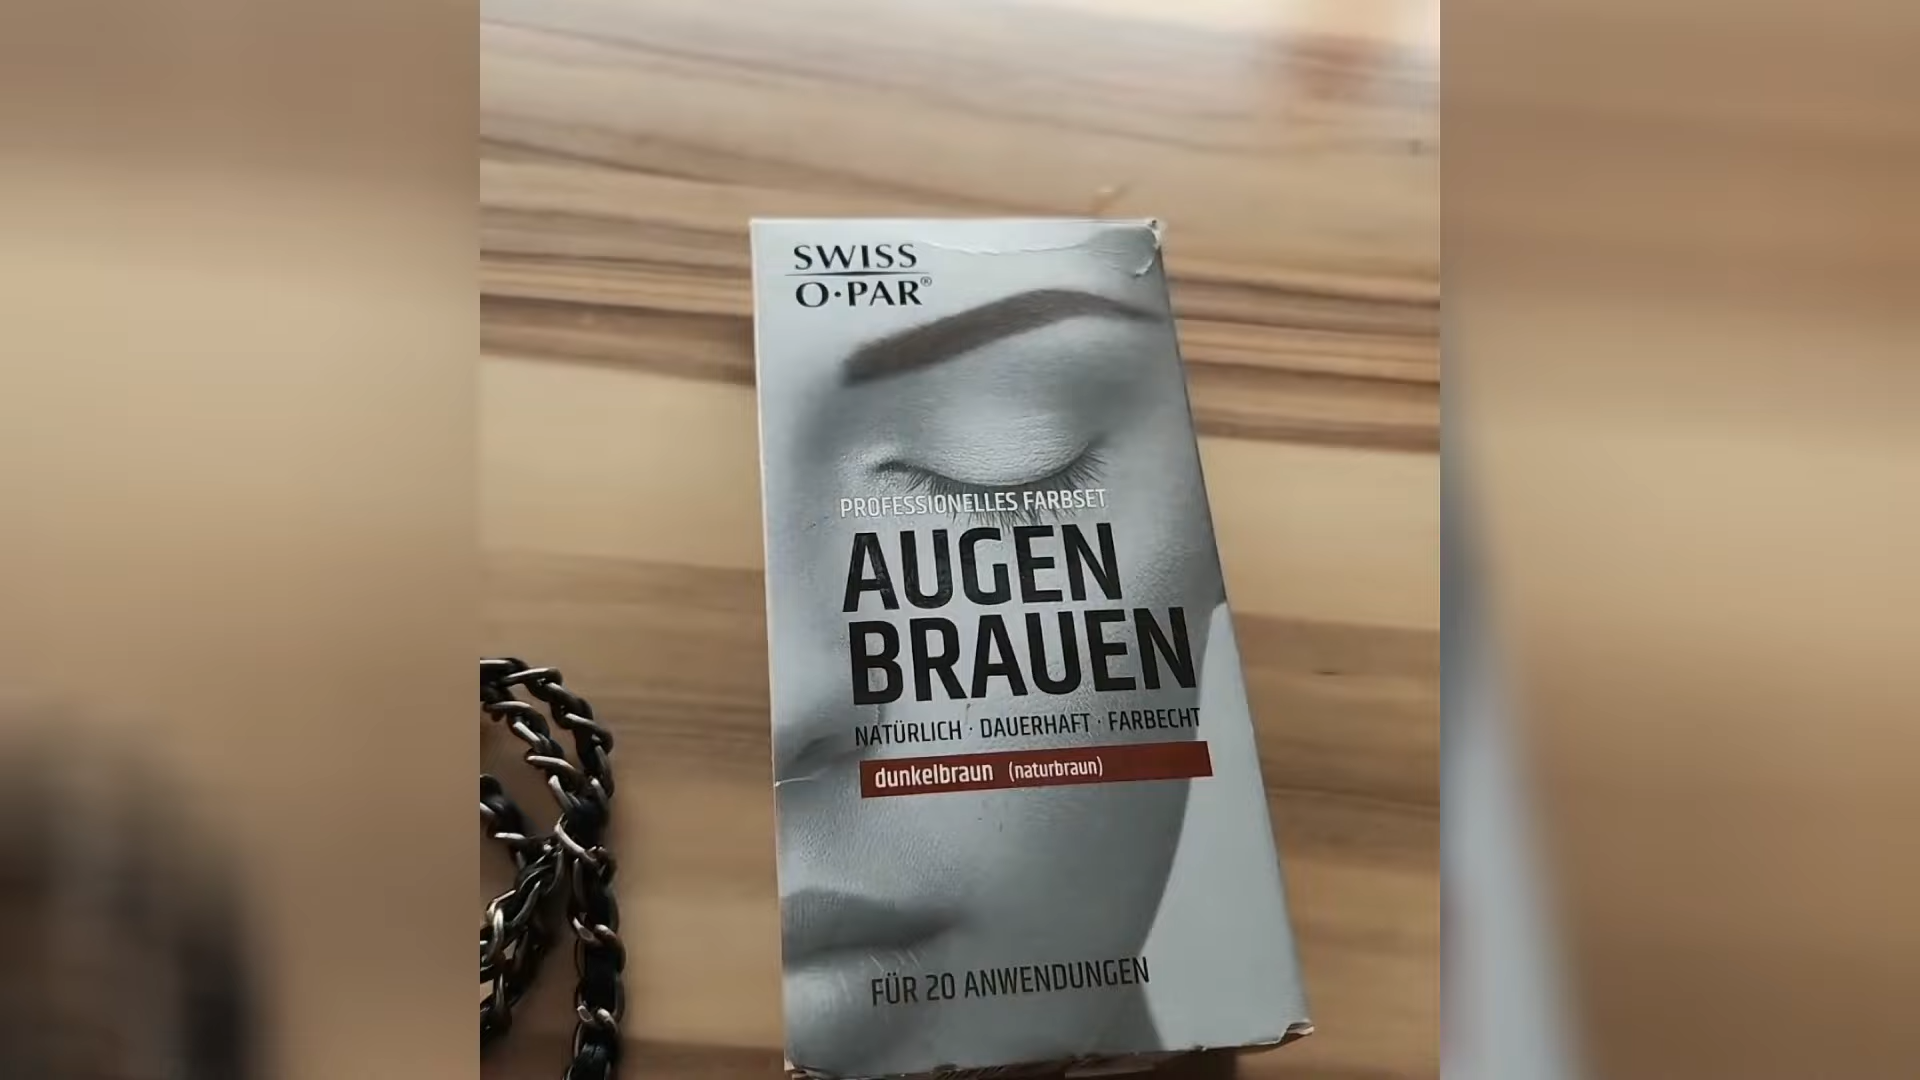 SWISS
O·PAR®
PROFESSIONELLES FARBSET
AUGEN
BRAUEN
NATÜRLICH · DAUERHAFT · FARBECHT
dunkelbraun (naturbraun)
FÜR 20 ANWENDUNGEN